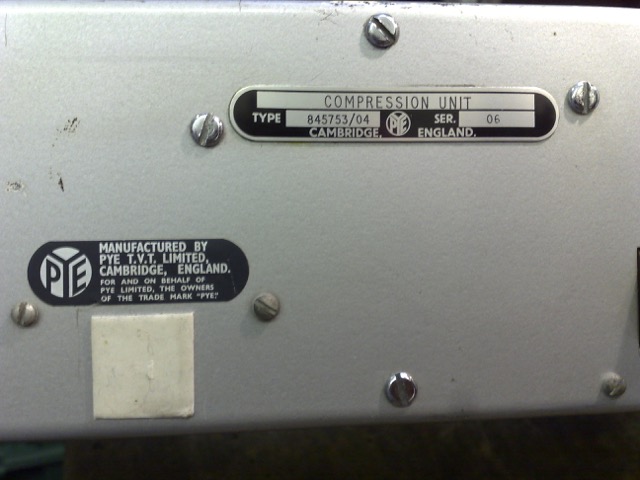 COMPRESSION UNIT
TYPE 845753/04 PYE SER. 06
CAMBRIDGE, ENGLAND.
PYE
MANUFACTURED BY
PYE T.V.T. LIMITED,
CAMBRIDGE, ENGLAND.
FOR AND ON BEHALF OF
PYE LIMITED, THE OWNERS
OF THE TRADE MARK "PYE."